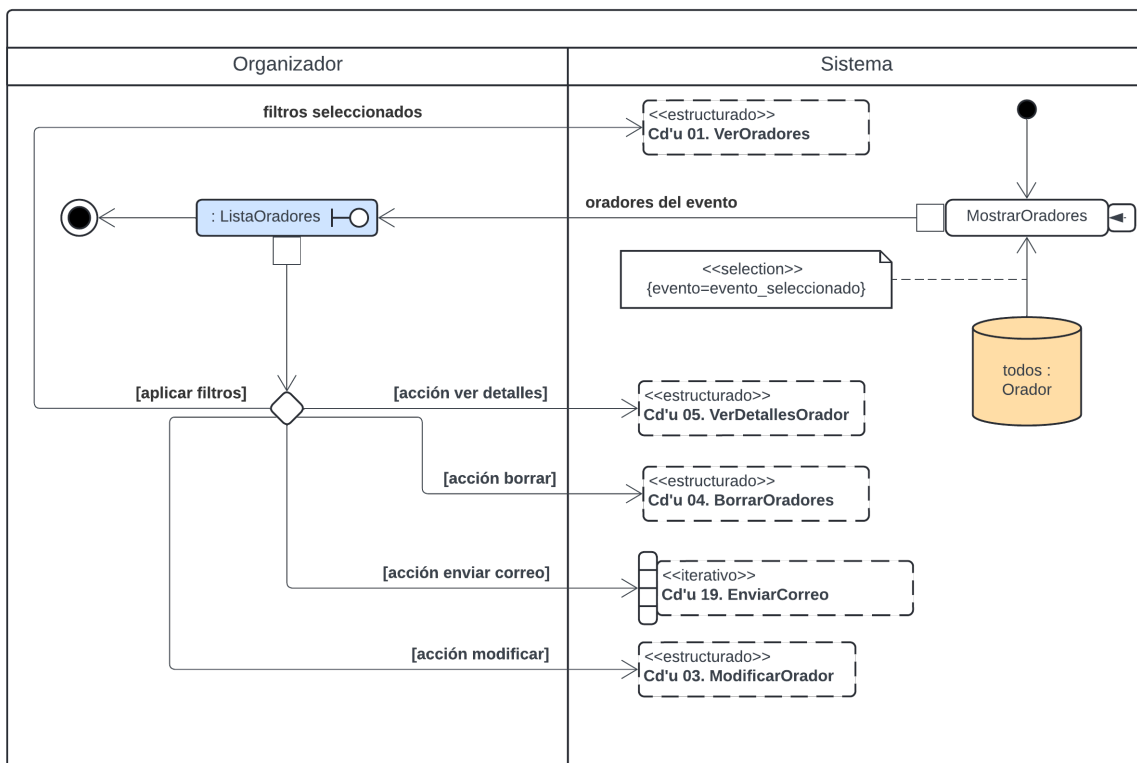 Organizador
Sistema
filtros seleccionados
<<estructurado>>
Cd'u 01. VerOradores
: ListaOradores
oradores del evento
MostrarOradores
<<selection>>
{evento=evento_seleccionado}
todos :
Orador
[aplicar filtros]
[acción ver detalles]
<<estructurado>>
Cd'u 05. VerDetallesOrador
[acción borrar]
<<estructurado>>
Cd'u 04. BorrarOradores
[acción enviar correo]
<<iterativo>>
Cd'u 19. EnviarCorreo
[acción modificar]
<<estructurado>>
Cd'u 03. ModificarOrador